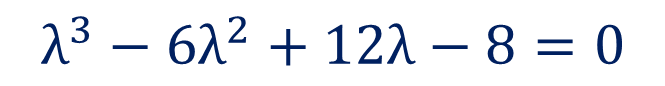 λ³ − 6λ² + 12λ − 8 = 0